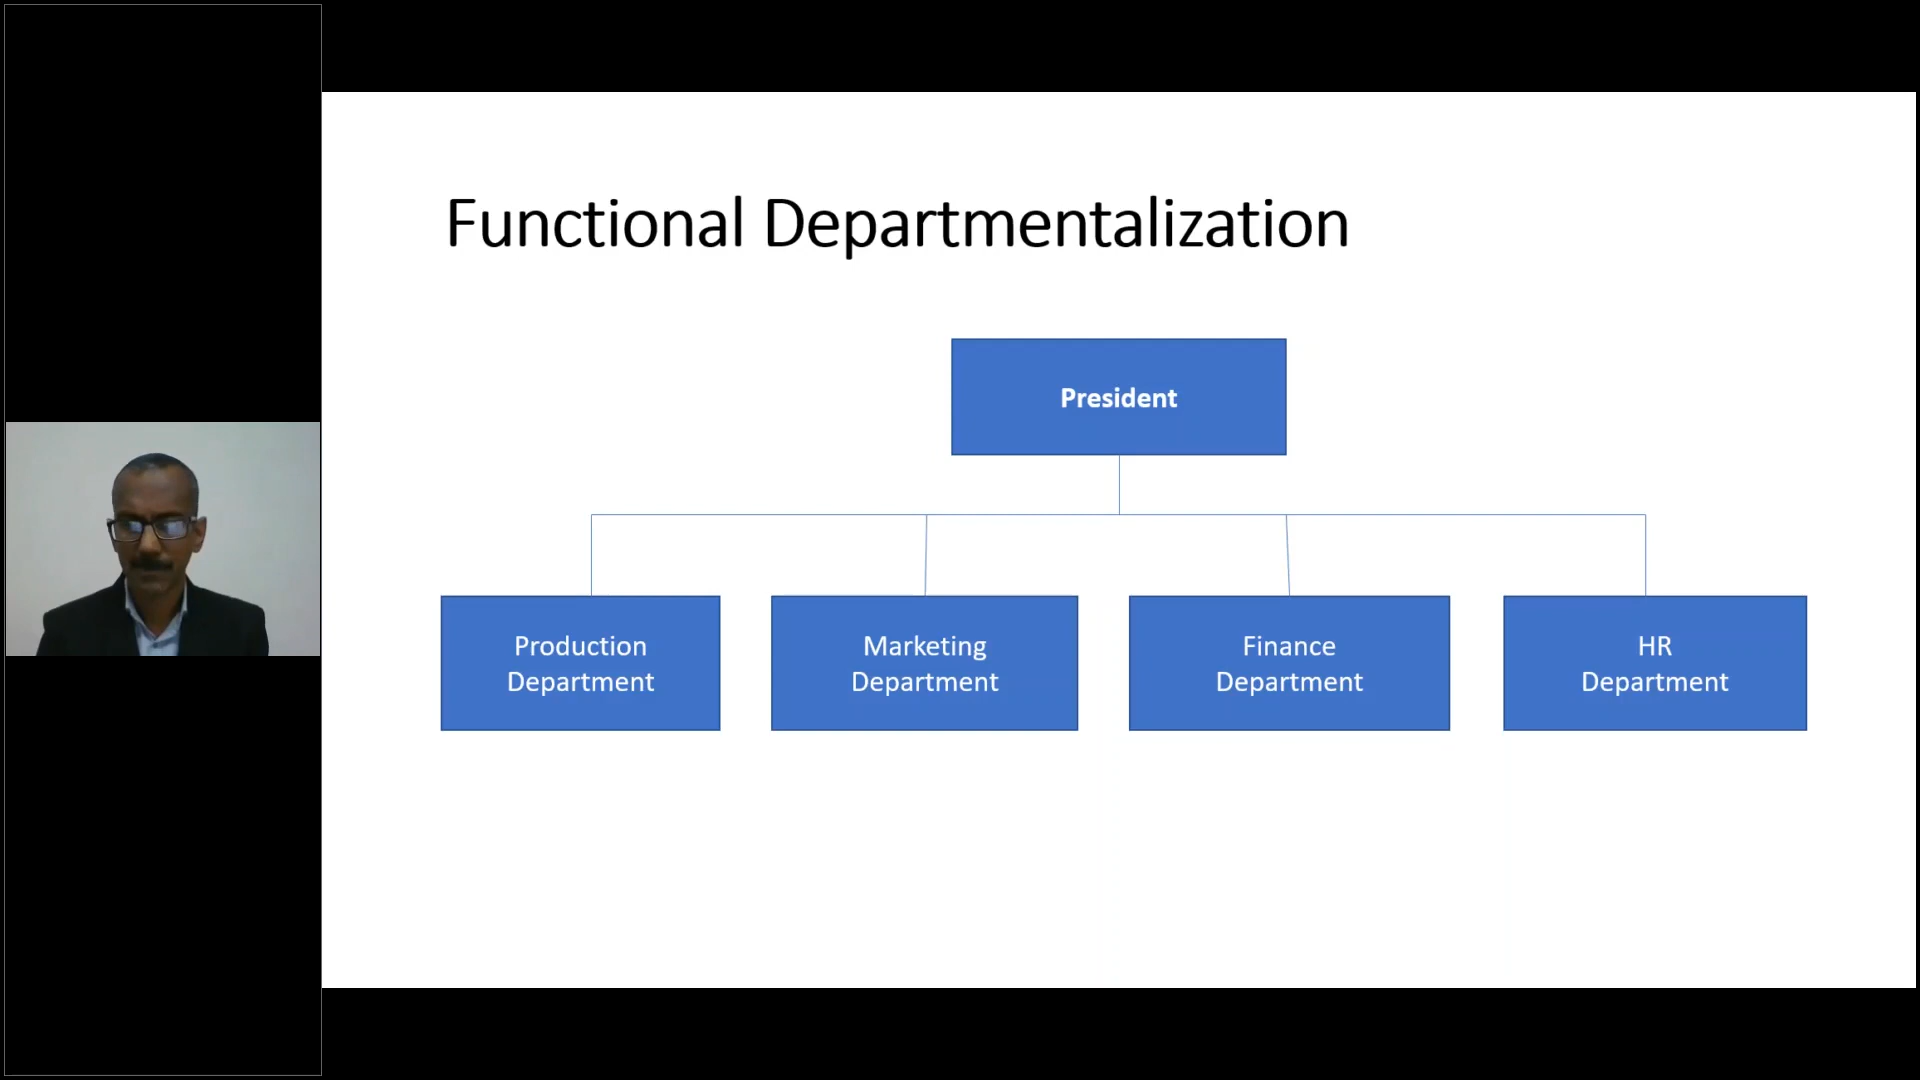 Functional Departmentalization
President
Production
Department
Marketing
Department
Finance
Department
HR
Department